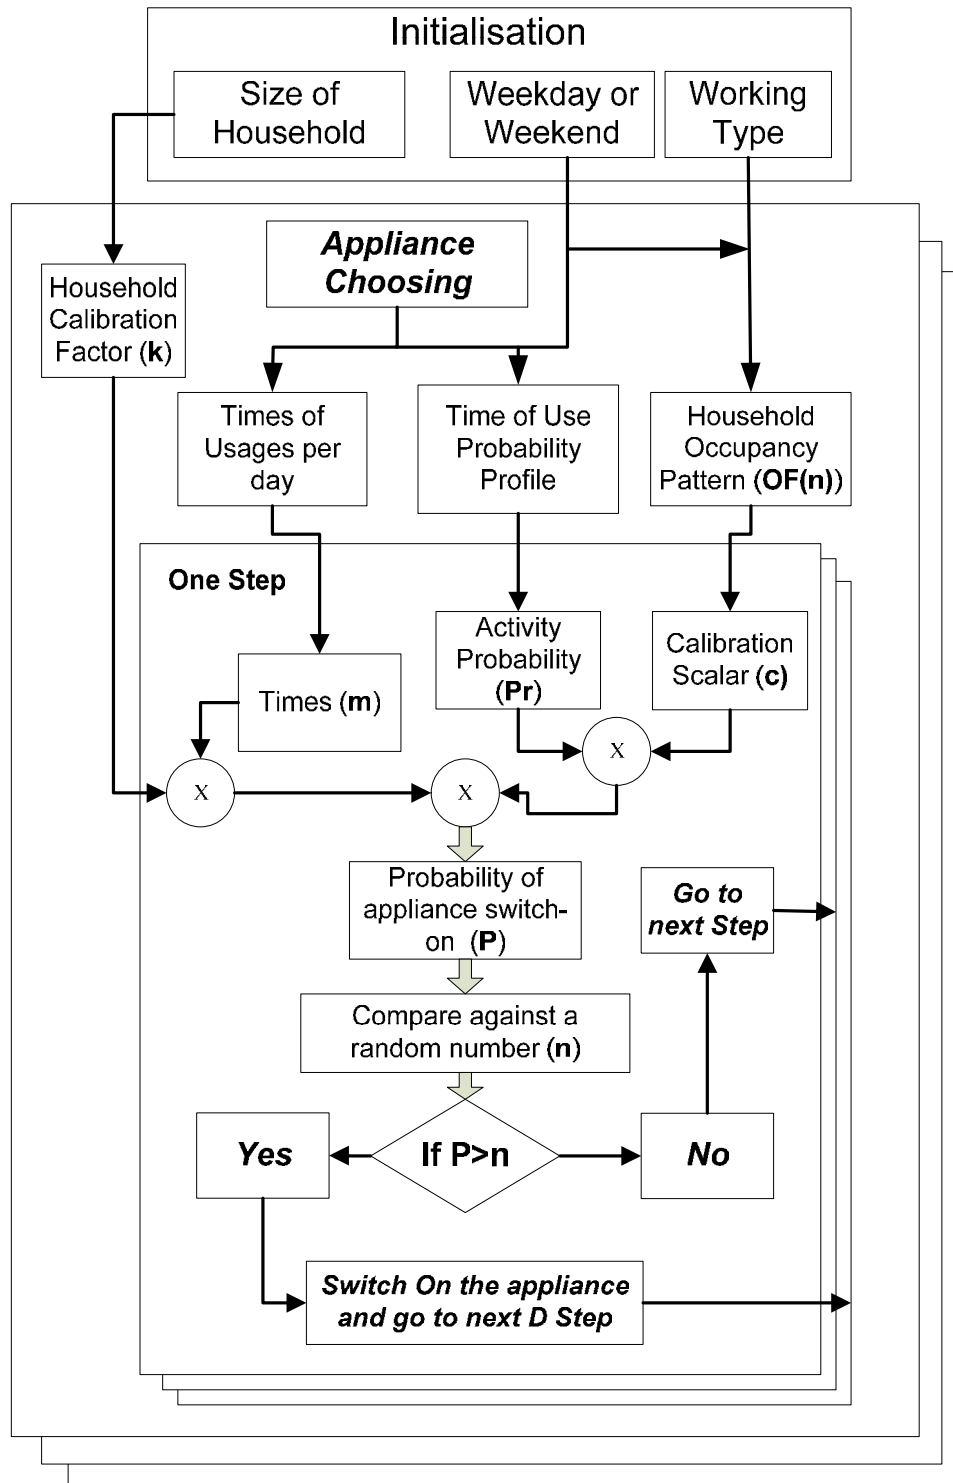 Initialisation
Size of
Household
Weekday or
Weekend
Working
Type
Appliance
Choosing
Household
Calibration
Factor (k)
Times of
Usages per
day
Time of Use
Probability
Profile
Household
Occupancy
Pattern (OF(n))
One Step
Activity
Probability
(Pr)
Calibration
Scalar (c)
Times (m)
X
X
X
Probability of
appliance switch-
on (P)
Go to
next Step
Compare against a
random number (n)
Yes
If P>n
No
Switch On the appliance
and go to next D Step